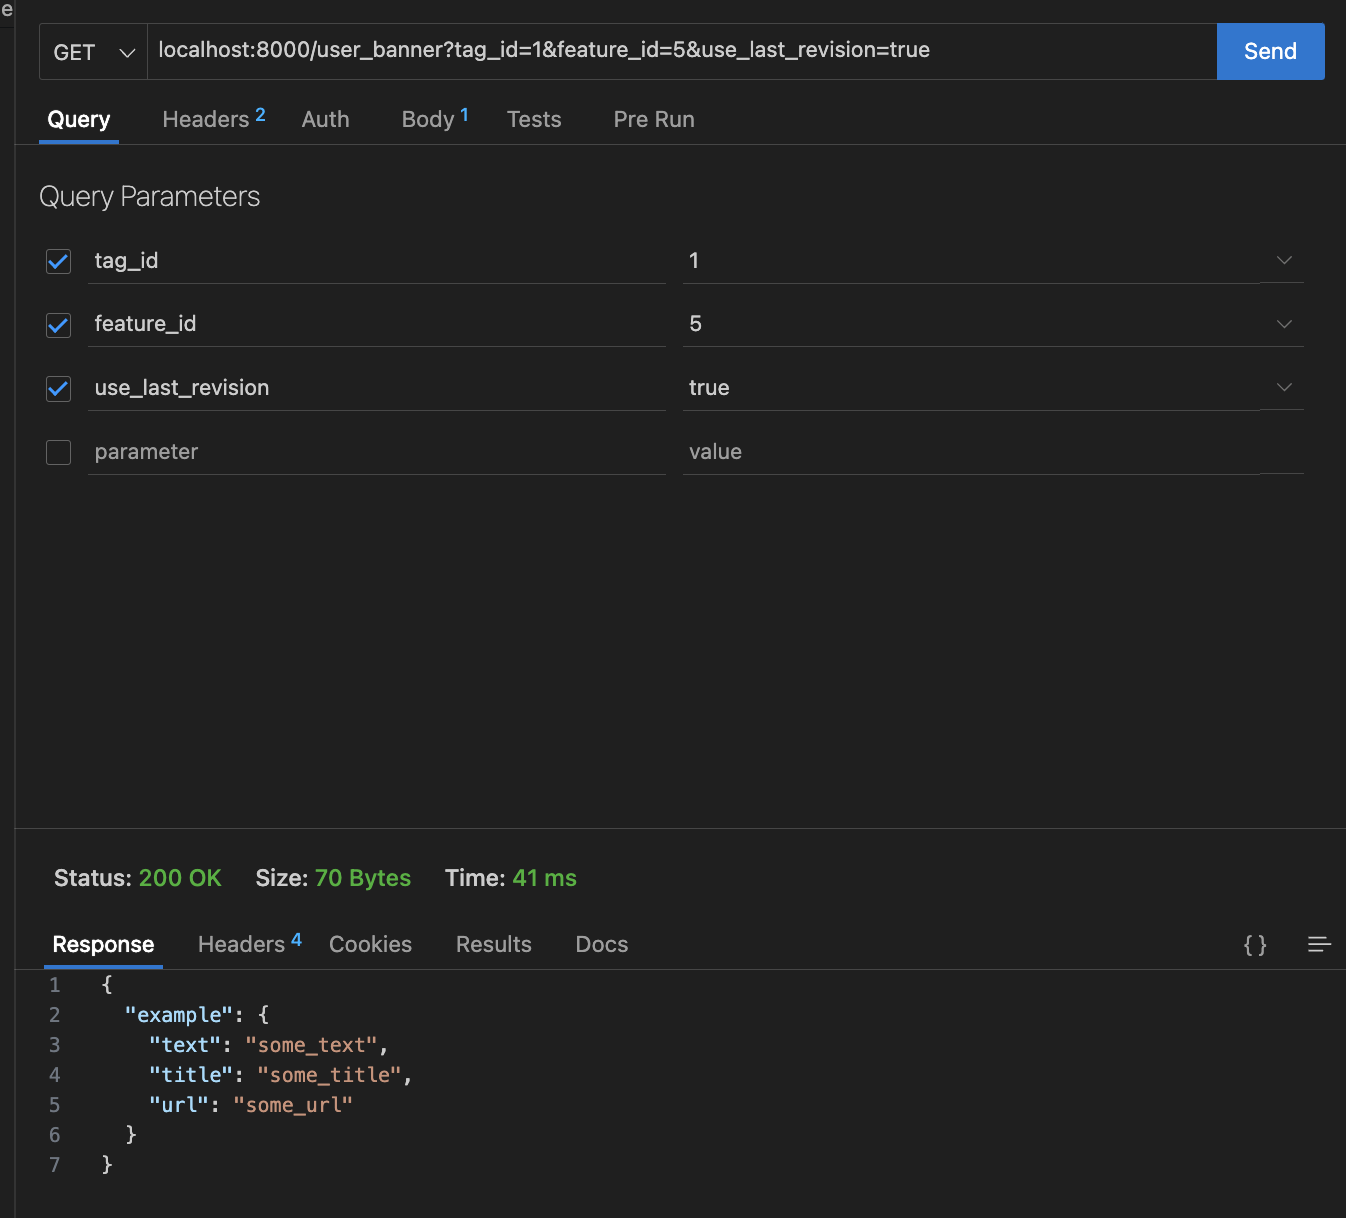 e
GET localhost:8000/user_banner?tag_id=1&feature_id=5&use_last_revision=true Send
Query Headers 2 Auth Body 1 Tests Pre Run
Query Parameters
tag_id 1
feature_id 5
use_last_revision true
parameter value
Status: 200 OK Size: 70 Bytes Time: 41 ms
Response Headers 4 Cookies Results Docs { }
1 {
2 "example": {
3 "text": "some_text",
4 "title": "some_title",
5 "url": "some_url"
6 }
7 }